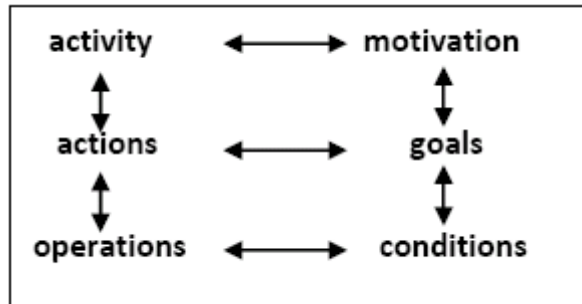 activity motivation
actions goals
operations conditions